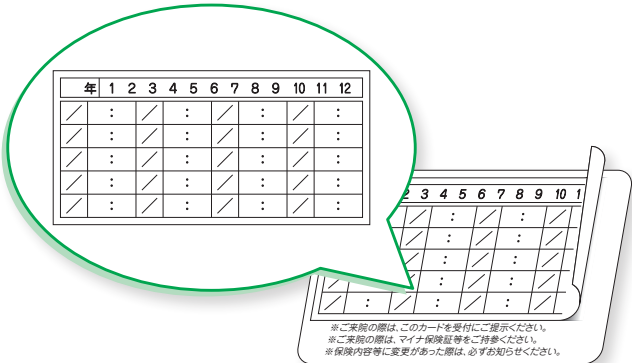 年 1 2 3 4 5 6 7 8 9 10 11 12
／ : ／ : ／ : ／ :
／ : ／ : ／ : ／ :
／ : ／ : ／ : ／ :
／ : ／ : ／ : ／ :
／ : ／ : ／ : ／ :
2 3 4 5 6 7 8 9 10 1
／ : ／ : ／
／ : ／ : ／
／ : ／ : ／
／ : ／ : ／
／ : ／ : ／ : ／
※ご来院の際は、このカードを受付にご提示ください。
※ご来院の際は、マイナ保険証等をご持参ください。
※保険内容等に変更があった際は、必ずお知らせください。